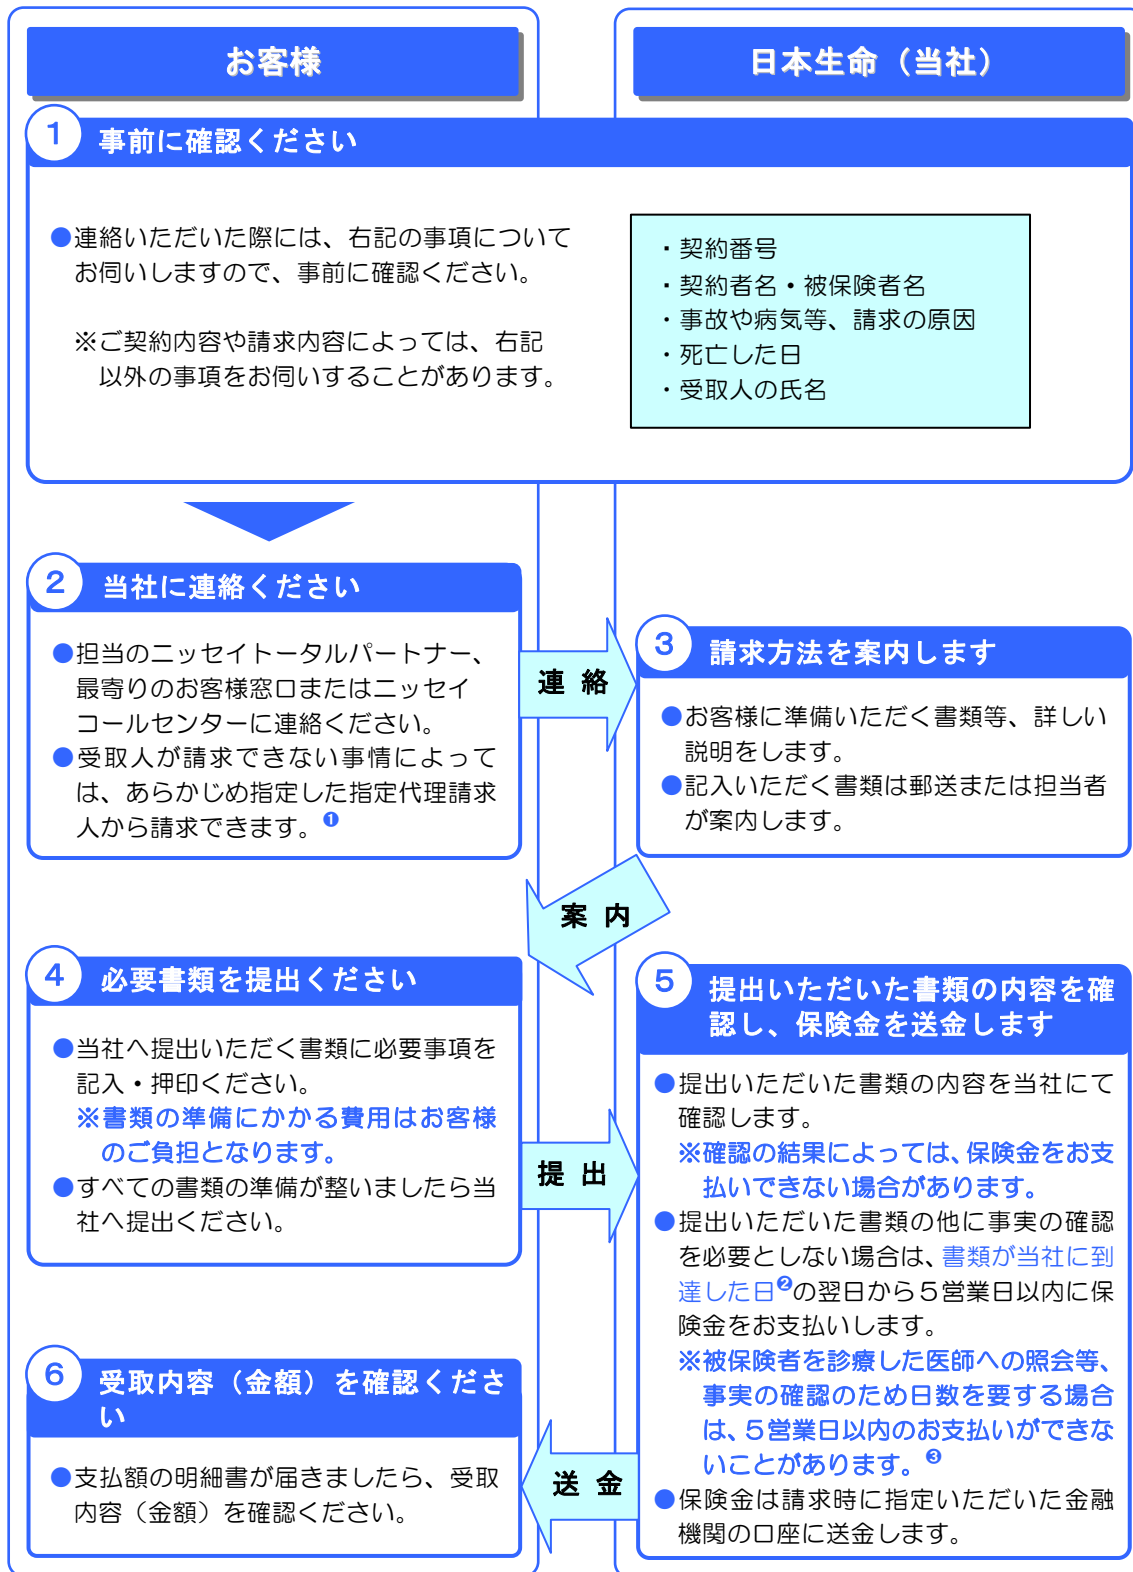 お客様
日本生命（当社）
1 事前に確認ください
●連絡いただいた際には、右記の事項について
お伺いしますので、事前に確認ください。
※ご契約内容や請求内容によっては、右記
以外の事項をお伺いすることがあります。
・契約番号
・契約者名・被保険者名
・事故や病気等、請求の原因
・死亡した日
・受取人の氏名
2 当社に連絡ください
●担当のニッセイトータルパートナー、
最寄りのお客様窓口またはニッセイ
コールセンターに連絡ください。
●受取人が請求できない事情によって
は、あらかじめ指定した指定代理請求
人から請求できます。❶
連 絡
3 請求方法を案内します
●お客様に準備いただく書類等、詳しい
説明をします。
●記入いただく書類は郵送または担当者
が案内します。
案 内
4 必要書類を提出ください
●当社へ提出いただく書類に必要事項を
記入・押印ください。
※書類の準備にかかる費用はお客様
のご負担となります。
●すべての書類の準備が整いましたら当
社へ提出ください。
提 出
5 提出いただいた書類の内容を確
認し、保険金を送金します
●提出いただいた書類の内容を当社にて
確認します。
※確認の結果によっては、保険金をお支
払いできない場合があります。
●提出いただいた書類の他に事実の確認
を必要としない場合は、書類が当社に到
達した日❷の翌日から５営業日以内に保
険金をお支払いします。
※被保険者を診療した医師への照会等、
事実の確認のため日数を要する場合
は、５営業日以内のお支払いができな
いことがあります。❸
●保険金は請求時に指定いただいた金融
機関の口座に送金します。
送 金
6 受取内容（金額）を確認くださ
い
●支払額の明細書が届きましたら、受取
内容（金額）を確認ください。